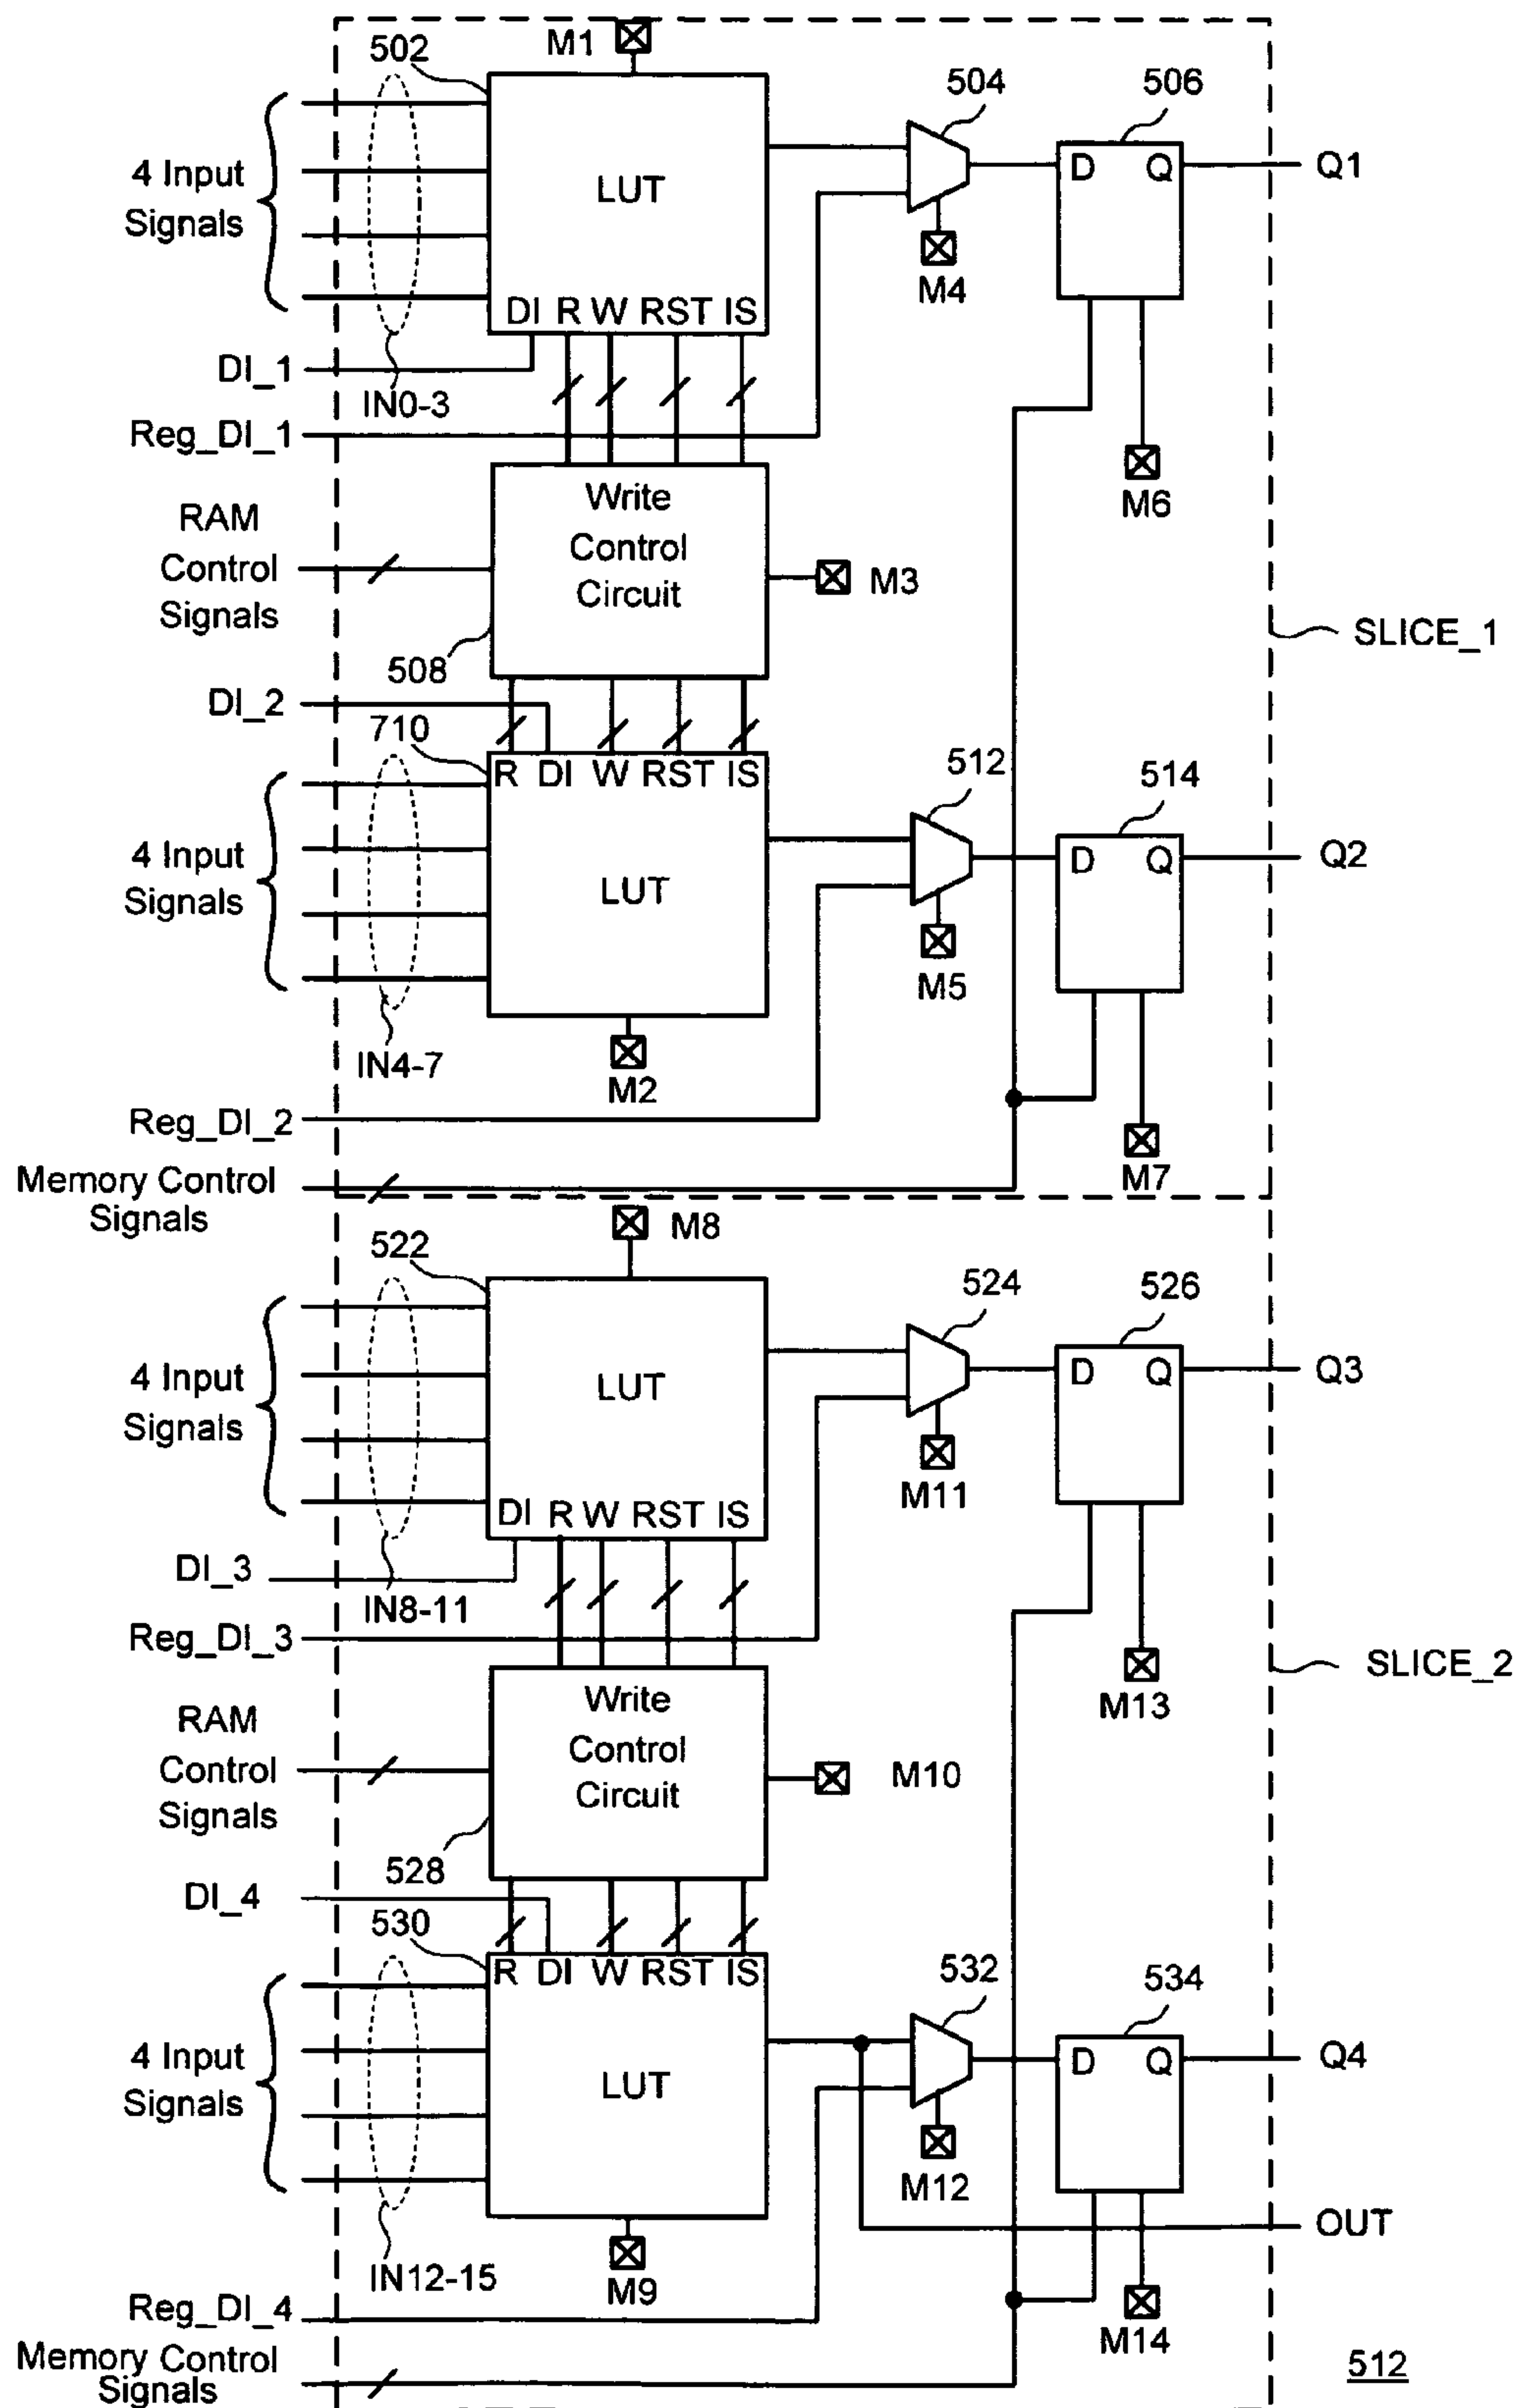 M1
502
504
506
4 Input
Signals
LUT
D Q
Q1
M4
DI R W RST IS
DI_1
IN0-3
Reg_DI_1
M6
RAM
Control
Signals
Write
Control
Circuit
M3
SLICE_1
508
DI_2
710
R DI W RST IS
512
514
4 Input
Signals
LUT
D Q
Q2
M5
IN4-7
M2
Reg_DI_2
M7
Memory Control
Signals
M8
522
524
526
4 Input
Signals
LUT
D Q
Q3
M11
DI R W RST IS
DI_3
IN8-11
Reg_DI_3
M13
SLICE_2
RAM
Control
Signals
Write
Control
Circuit
M10
528
DI_4
530
R DI W RST IS
532
534
4 Input
Signals
LUT
D Q
Q4
M12
OUT
IN12-15
M9
Reg_DI_4
M14
Memory Control
Signals
512